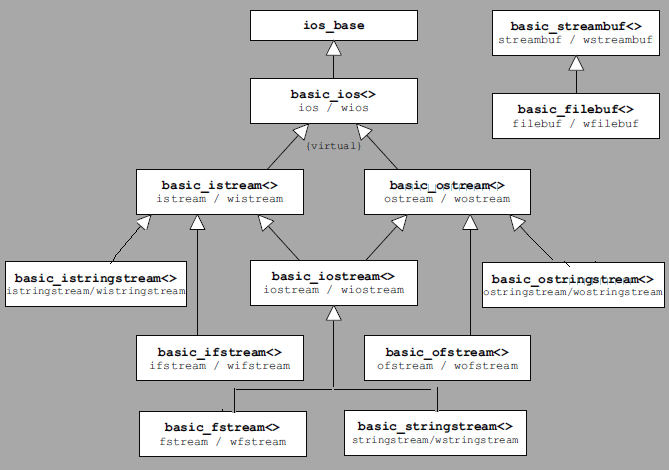 ios_base
basic_streambuf<>
streambuf / wstreambuf
basic_ios<>
ios / wios
basic_filebuf<>
filebuf / wfilebuf
(virtual)
basic_istream<>
istream / wistream
basic_ostream<>
ostream / wostream
basic_istringstream<>
istringstream/wistringstream
basic_iostream<>
iostream / wiostream
basic_ostringstream<>
ostringstream/wostringstream
basic_ifstream<>
ifstream / wifstream
basic_ofstream<>
ofstream / wofstream
basic_fstream<>
fstream / wfstream
basic_stringstream<>
stringstream/wstringstream